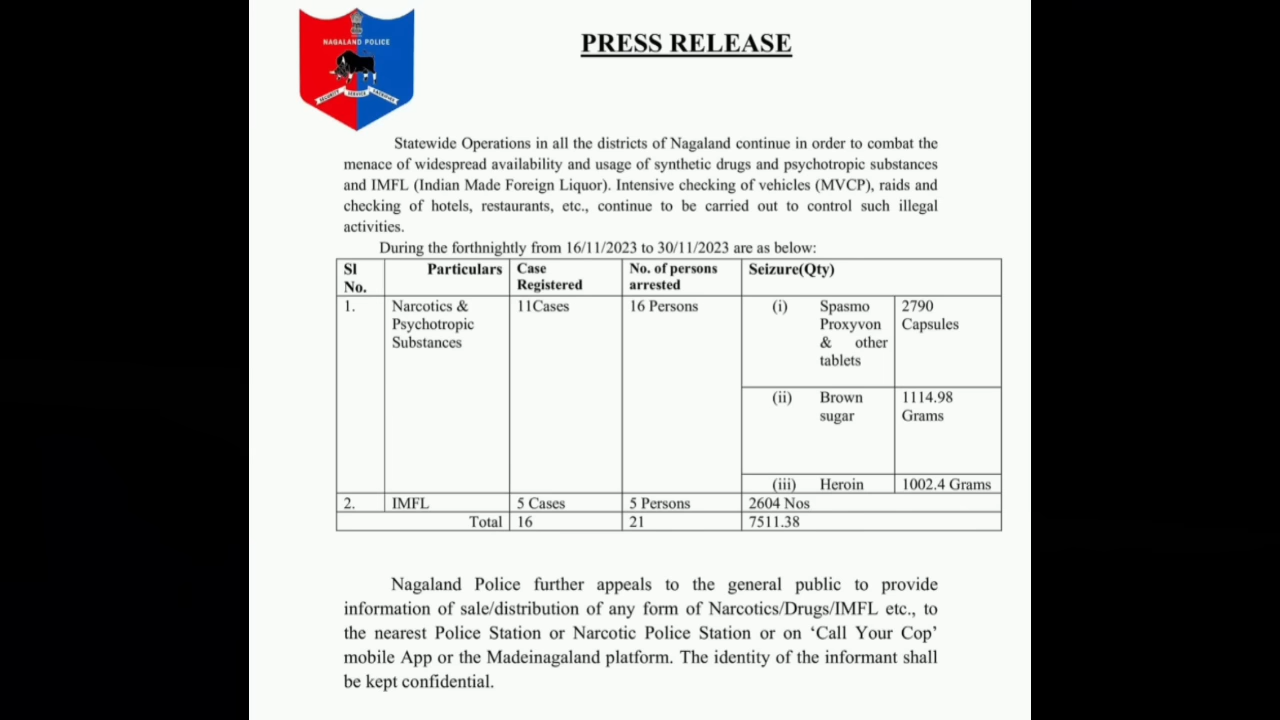 NAGALAND POLICE
SECURITY SERVICE SACRIFICE
PRESS RELEASE
Statewide Operations in all the districts of Nagaland continue in order to combat the
menace of widespread availability and usage of synthetic drugs and psychotropic substances
and IMFL (Indian Made Foreign Liquor). Intensive checking of vehicles (MVCP), raids and
checking of hotels, restaurants, etc., continue to be carried out to control such illegal
activities.
During the forthnightly from 16/11/2023 to 30/11/2023 are as below:
Sl No. Particulars Case Registered No. of persons arrested Seizure(Qty)
1. Narcotics & Psychotropic Substances 11Cases 16 Persons (i) Spasmo Proxyvon & other tablets 2790 Capsules
(ii) Brown sugar 1114.98 Grams
(iii) Heroin 1002.4 Grams
2. IMFL 5 Cases 5 Persons 2604 Nos
Total 16 21 7511.38
Nagaland Police further appeals to the general public to provide
information of sale/distribution of any form of Narcotics/Drugs/IMFL etc., to
the nearest Police Station or Narcotic Police Station or on ‘Call Your Cop’
mobile App or the Madeinagaland platform. The identity of the informant shall
be kept confidential.